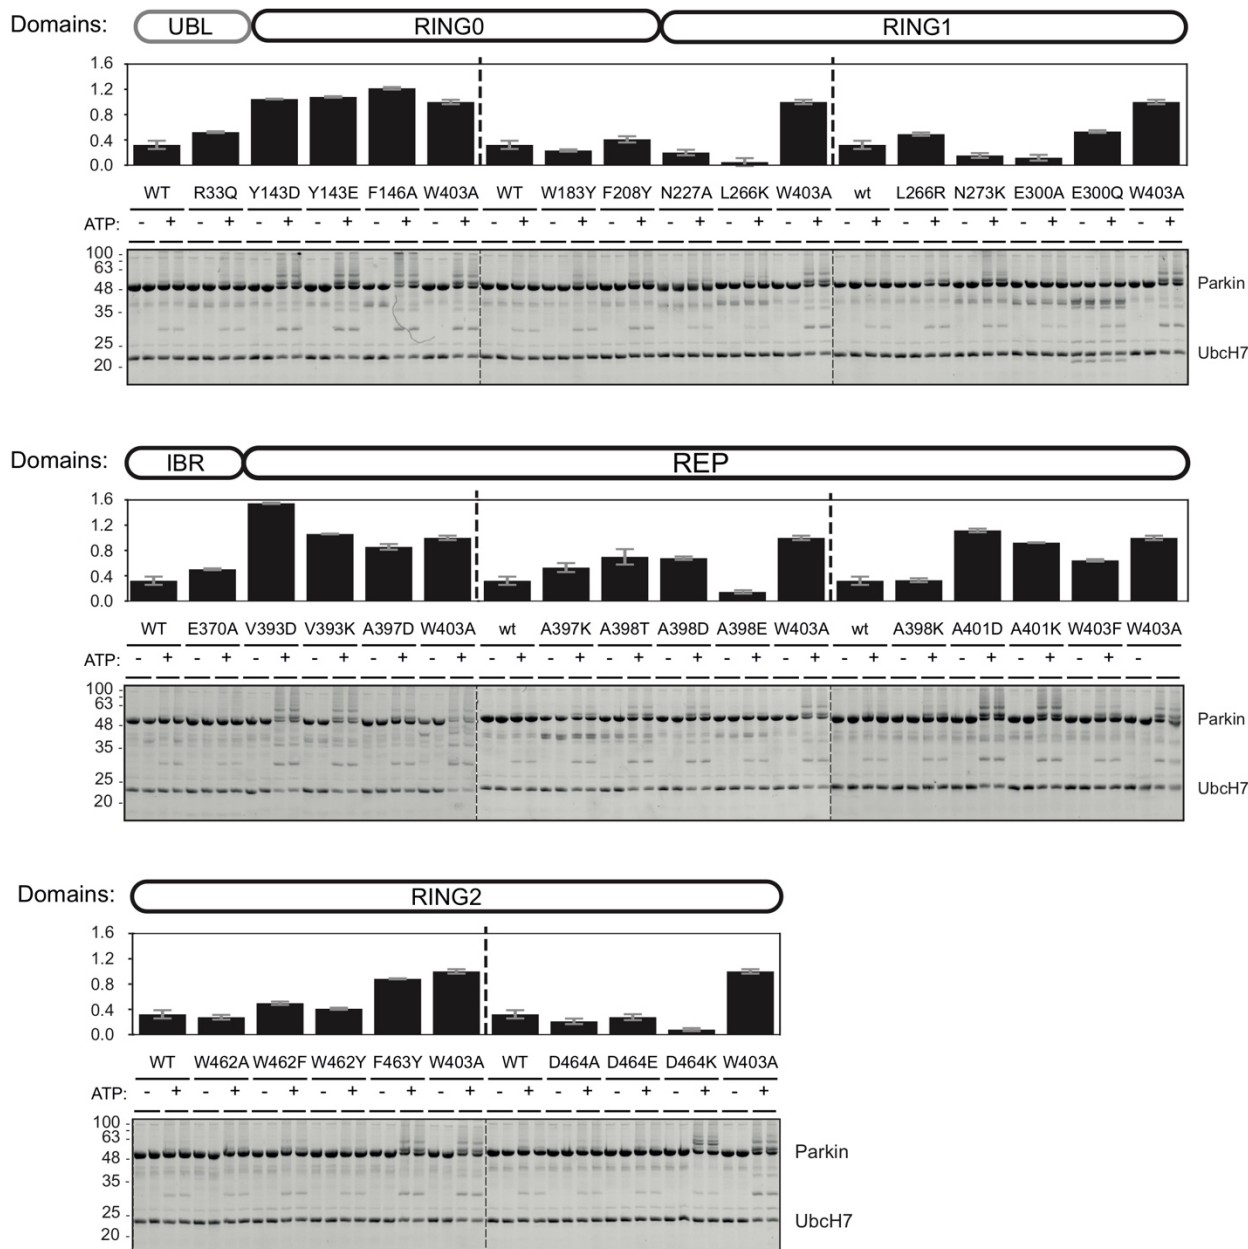 Domains: UBL RING0 RING1
1.6
1.2
0.8
0.4
0.0
WT R33Q Y143D Y143E F146A W403A WT W183Y F208Y N227A L266K W403A wt L266R N273K E300A E300Q W403A
ATP: - + - + - + - + - + - + - + - + - + - + - + - + - + - + - + - + - + - +
100 -
63 -
48 - Parkin
35 -
25 -
20 - UbcH7
Domains: IBR REP
1.6
1.2
0.8
0.4
0.0
WT E370A V393D V393K A397D W403A wt A397K A398T A398D A398E W403A wt A398K A401D A401K W403F W403A
ATP: - + - + - + - + - + - + - + - + - + - + - + - + - + - + - + - + - + -
100 -
63 -
48 - Parkin
35 -
25 -
20 - UbcH7
Domains: RING2
1.6
1.2
0.8
0.4
0.0
WT W462A W462F W462Y F463Y W403A WT D464A D464E D464K W403A
ATP: - + - + - + - + - + - + - + - + - + - + - +
100 -
63 -
48 - Parkin
35 -
25 -
20 - UbcH7